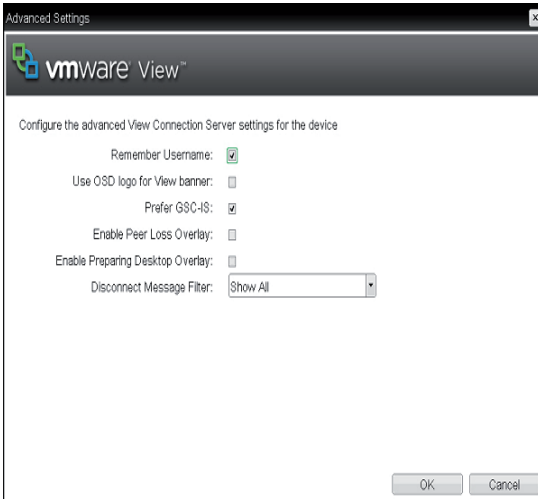 Advanced Settings
vmware View™
Configure the advanced View Connection Server settings for the device
Remember Username:
Use OSD logo for View banner:
Prefer GSC-IS:
Enable Peer Loss Overlay:
Enable Preparing Desktop Overlay:
Disconnect Message Filter: Show All
OK Cancel